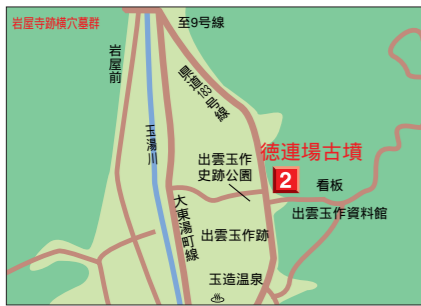 岩屋寺跡横穴墓群
至9号線
岩屋前
県道183号線
玉湯川
出雲玉作
史跡公園
徳連場古墳
2
看板
出雲玉作資料館
大東湯町線
出雲玉作跡
玉造温泉